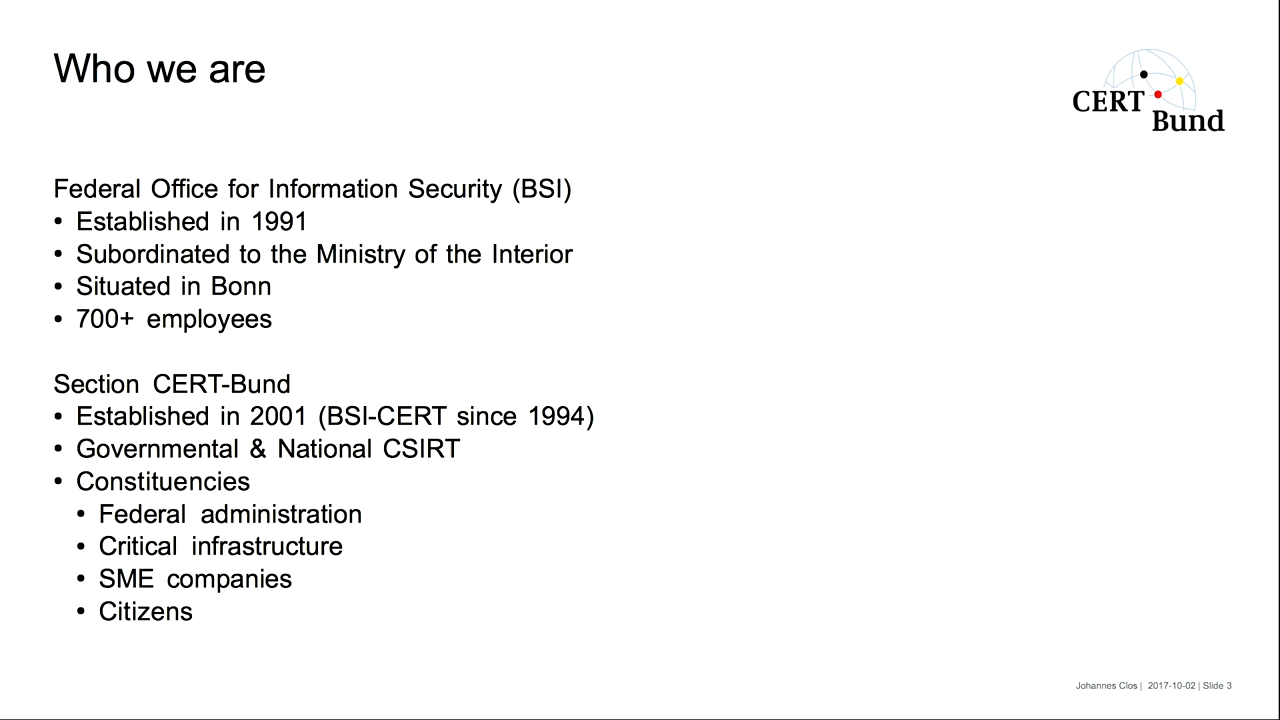 Who we are
CERT
Bund
Federal Office for Information Security (BSI)
• Established in 1991
• Subordinated to the Ministry of the Interior
• Situated in Bonn
• 700+ employees
Section CERT-Bund
• Established in 2001 (BSI-CERT since 1994)
• Governmental & National CSIRT
• Constituencies
• Federal administration
• Critical infrastructure
• SME companies
• Citizens
Johannes Clos | 2017-10-02 | Slide 3